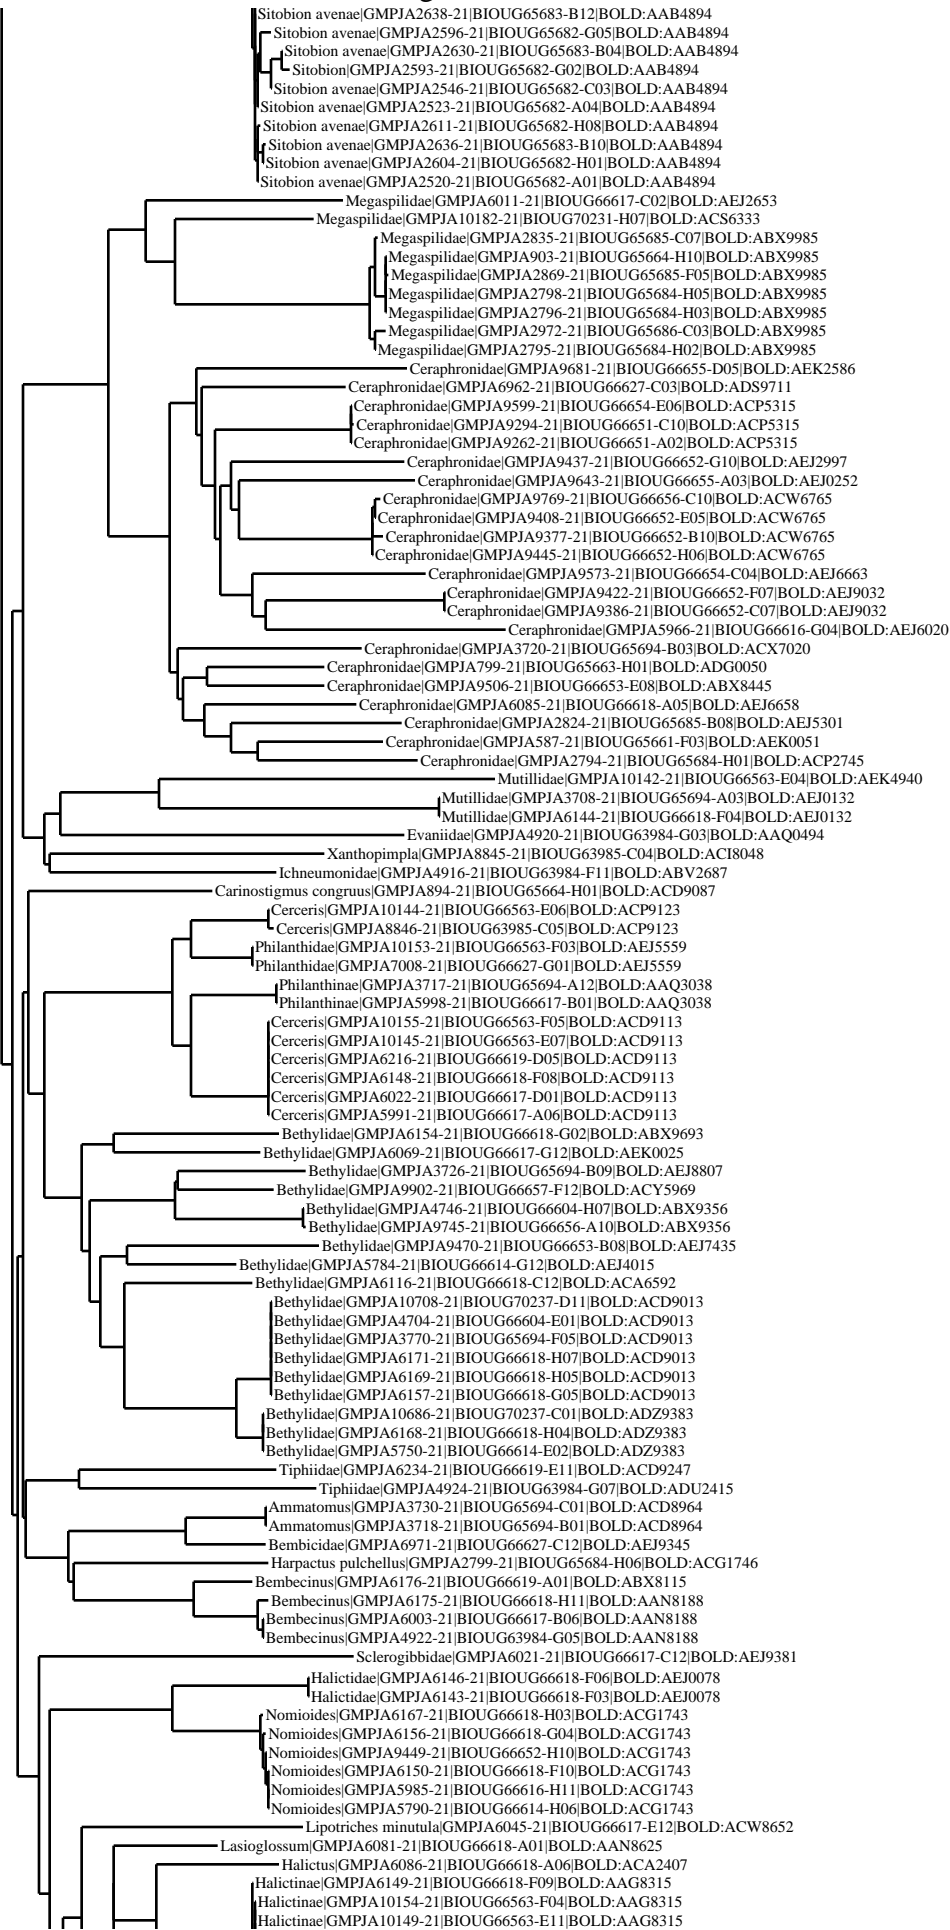 Sitobion avenae|GMPJA2638-21|BIOUG65683-B12|BOLD:AAB4894
Sitobion avenae|GMPJA2596-21|BIOUG65682-G05|BOLD:AAB4894
Sitobion avenae|GMPJA2630-21|BIOUG65683-B04|BOLD:AAB4894
Sitobion|GMPJA2593-21|BIOUG65682-G02|BOLD:AAB4894
Sitobion avenae|GMPJA2546-21|BIOUG65682-C03|BOLD:AAB4894
Sitobion avenae|GMPJA2523-21|BIOUG65682-A04|BOLD:AAB4894
Sitobion avenae|GMPJA2611-21|BIOUG65682-H08|BOLD:AAB4894
Sitobion avenae|GMPJA2636-21|BIOUG65683-B10|BOLD:AAB4894
Sitobion avenae|GMPJA2604-21|BIOUG65682-H01|BOLD:AAB4894
Sitobion avenae|GMPJA2520-21|BIOUG65682-A01|BOLD:AAB4894
Megaspilidae|GMPJA6011-21|BIOUG66617-C02|BOLD:AEJ2653
Megaspilidae|GMPJA10182-21|BIOUG70231-H07|BOLD:ACS6333
Megaspilidae|GMPJA2835-21|BIOUG65685-C07|BOLD:ABX9985
Megaspilidae|GMPJA903-21|BIOUG65664-H10|BOLD:ABX9985
Megaspilidae|GMPJA2869-21|BIOUG65685-F05|BOLD:ABX9985
Megaspilidae|GMPJA2798-21|BIOUG65684-H05|BOLD:ABX9985
Megaspilidae|GMPJA2796-21|BIOUG65684-H03|BOLD:ABX9985
Megaspilidae|GMPJA2972-21|BIOUG65686-C03|BOLD:ABX9985
Megaspilidae|GMPJA2795-21|BIOUG65684-H02|BOLD:ABX9985
Ceraphronidae|GMPJA9681-21|BIOUG66655-D05|BOLD:AEK2586
Ceraphronidae|GMPJA6962-21|BIOUG66627-C03|BOLD:ADS9711
Ceraphronidae|GMPJA9599-21|BIOUG66654-E06|BOLD:ACP5315
Ceraphronidae|GMPJA9294-21|BIOUG66651-C10|BOLD:ACP5315
Ceraphronidae|GMPJA9262-21|BIOUG66651-A02|BOLD:ACP5315
Ceraphronidae|GMPJA9437-21|BIOUG66652-G10|BOLD:AEJ2997
Ceraphronidae|GMPJA9643-21|BIOUG66655-A03|BOLD:AEJ0252
Ceraphronidae|GMPJA9769-21|BIOUG66656-C10|BOLD:ACW6765
Ceraphronidae|GMPJA9408-21|BIOUG66652-E05|BOLD:ACW6765
Ceraphronidae|GMPJA9377-21|BIOUG66652-B10|BOLD:ACW6765
Ceraphronidae|GMPJA9445-21|BIOUG66652-H06|BOLD:ACW6765
Ceraphronidae|GMPJA9573-21|BIOUG66654-C04|BOLD:AEJ6663
Ceraphronidae|GMPJA9422-21|BIOUG66652-F07|BOLD:AEJ9032
Ceraphronidae|GMPJA9386-21|BIOUG66652-C07|BOLD:AEJ9032
Ceraphronidae|GMPJA5966-21|BIOUG66616-G04|BOLD:AEJ6020
Ceraphronidae|GMPJA3720-21|BIOUG65694-B03|BOLD:ACX7020
Ceraphronidae|GMPJA799-21|BIOUG65663-H01|BOLD:ADG0050
Ceraphronidae|GMPJA9506-21|BIOUG66653-E08|BOLD:ABX8445
Ceraphronidae|GMPJA6085-21|BIOUG66618-A05|BOLD:AEJ6658
Ceraphronidae|GMPJA2824-21|BIOUG65685-B08|BOLD:AEJ5301
Ceraphronidae|GMPJA587-21|BIOUG65661-F03|BOLD:AEK0051
Ceraphronidae|GMPJA2794-21|BIOUG65684-H01|BOLD:ACP2745
Mutillidae|GMPJA10142-21|BIOUG66563-E04|BOLD:AEK4940
Mutillidae|GMPJA3708-21|BIOUG65694-A03|BOLD:AEJ0132
Mutillidae|GMPJA6144-21|BIOUG66618-F04|BOLD:AEJ0132
Evaniidae|GMPJA4920-21|BIOUG63984-G03|BOLD:AAQ0494
Xanthopimpla|GMPJA8845-21|BIOUG63985-C04|BOLD:ACI8048
Ichneumonidae|GMPJA4916-21|BIOUG63984-F11|BOLD:ABV2687
Carinostigmus congruus|GMPJA894-21|BIOUG65664-H01|BOLD:ACD9087
Cerceris|GMPJA10144-21|BIOUG66563-E06|BOLD:ACP9123
Cerceris|GMPJA8846-21|BIOUG63985-C05|BOLD:ACP9123
Philanthidae|GMPJA10153-21|BIOUG66563-F03|BOLD:AEJ5559
Philanthidae|GMPJA7008-21|BIOUG66627-G01|BOLD:AEJ5559
Philanthinae|GMPJA3717-21|BIOUG65694-A12|BOLD:AAQ3038
Philanthinae|GMPJA5998-21|BIOUG66617-B01|BOLD:AAQ3038
Cerceris|GMPJA10155-21|BIOUG66563-F05|BOLD:ACD9113
Cerceris|GMPJA10145-21|BIOUG66563-E07|BOLD:ACD9113
Cerceris|GMPJA6216-21|BIOUG66619-D05|BOLD:ACD9113
Cerceris|GMPJA6148-21|BIOUG66618-F08|BOLD:ACD9113
Cerceris|GMPJA6022-21|BIOUG66617-D01|BOLD:ACD9113
Cerceris|GMPJA5991-21|BIOUG66617-A06|BOLD:ACD9113
Bethylidae|GMPJA6154-21|BIOUG66618-G02|BOLD:ABX9693
Bethylidae|GMPJA6069-21|BIOUG66617-G12|BOLD:AEK0025
Bethylidae|GMPJA3726-21|BIOUG65694-B09|BOLD:AEJ8807
Bethylidae|GMPJA9902-21|BIOUG66657-F12|BOLD:ACY5969
Bethylidae|GMPJA4746-21|BIOUG66604-H07|BOLD:ABX9356
Bethylidae|GMPJA9745-21|BIOUG66656-A10|BOLD:ABX9356
Bethylidae|GMPJA9470-21|BIOUG66653-B08|BOLD:AEJ7435
Bethylidae|GMPJA5784-21|BIOUG66614-G12|BOLD:AEJ4015
Bethylidae|GMPJA6116-21|BIOUG66618-C12|BOLD:ACA6592
Bethylidae|GMPJA10708-21|BIOUG70237-D11|BOLD:ACD9013
Bethylidae|GMPJA4704-21|BIOUG66604-E01|BOLD:ACD9013
Bethylidae|GMPJA3770-21|BIOUG65694-F05|BOLD:ACD9013
Bethylidae|GMPJA6171-21|BIOUG66618-H07|BOLD:ACD9013
Bethylidae|GMPJA6169-21|BIOUG66618-H05|BOLD:ACD9013
Bethylidae|GMPJA6157-21|BIOUG66618-G05|BOLD:ACD9013
Bethylidae|GMPJA10686-21|BIOUG70237-C01|BOLD:ADZ9383
Bethylidae|GMPJA6168-21|BIOUG66618-H04|BOLD:ADZ9383
Bethylidae|GMPJA5750-21|BIOUG66614-E02|BOLD:ADZ9383
Tiphiidae|GMPJA6234-21|BIOUG66619-E11|BOLD:ACD9247
Tiphiidae|GMPJA4924-21|BIOUG63984-G07|BOLD:ADU2415
Ammatomus|GMPJA3730-21|BIOUG65694-C01|BOLD:ACD8964
Ammatomus|GMPJA3718-21|BIOUG65694-B01|BOLD:ACD8964
Bembicidae|GMPJA6971-21|BIOUG66627-C12|BOLD:AEJ9345
Harpactus pulchellus|GMPJA2799-21|BIOUG65684-H06|BOLD:ACG1746
Bembecinus|GMPJA6176-21|BIOUG66619-A01|BOLD:ABX8115
Bembecinus|GMPJA6175-21|BIOUG66618-H11|BOLD:AAN8188
Bembecinus|GMPJA6003-21|BIOUG66617-B06|BOLD:AAN8188
Bembecinus|GMPJA4922-21|BIOUG63984-G05|BOLD:AAN8188
Sclerogibbidae|GMPJA6021-21|BIOUG66617-C12|BOLD:AEJ9381
Halictidae|GMPJA6146-21|BIOUG66618-F06|BOLD:AEJ0078
Halictidae|GMPJA6143-21|BIOUG66618-F03|BOLD:AEJ0078
Nomioides|GMPJA6167-21|BIOUG66618-H03|BOLD:ACG1743
Nomioides|GMPJA6156-21|BIOUG66618-G04|BOLD:ACG1743
Nomioides|GMPJA9449-21|BIOUG66652-H10|BOLD:ACG1743
Nomioides|GMPJA6150-21|BIOUG66618-F10|BOLD:ACG1743
Nomioides|GMPJA5985-21|BIOUG66616-H11|BOLD:ACG1743
Nomioides|GMPJA5790-21|BIOUG66614-H06|BOLD:ACG1743
Lipotriches minutula|GMPJA6045-21|BIOUG66617-E12|BOLD:ACW8652
Lasioglossum|GMPJA6081-21|BIOUG66618-A01|BOLD:AAN8625
Halictus|GMPJA6086-21|BIOUG66618-A06|BOLD:ACA2407
Halictinae|GMPJA6149-21|BIOUG66618-F09|BOLD:AAG8315
Halictinae|GMPJA10154-21|BIOUG66563-F04|BOLD:AAG8315
Halictinae|GMPJA10149-21|BIOUG66563-E11|BOLD:AAG8315